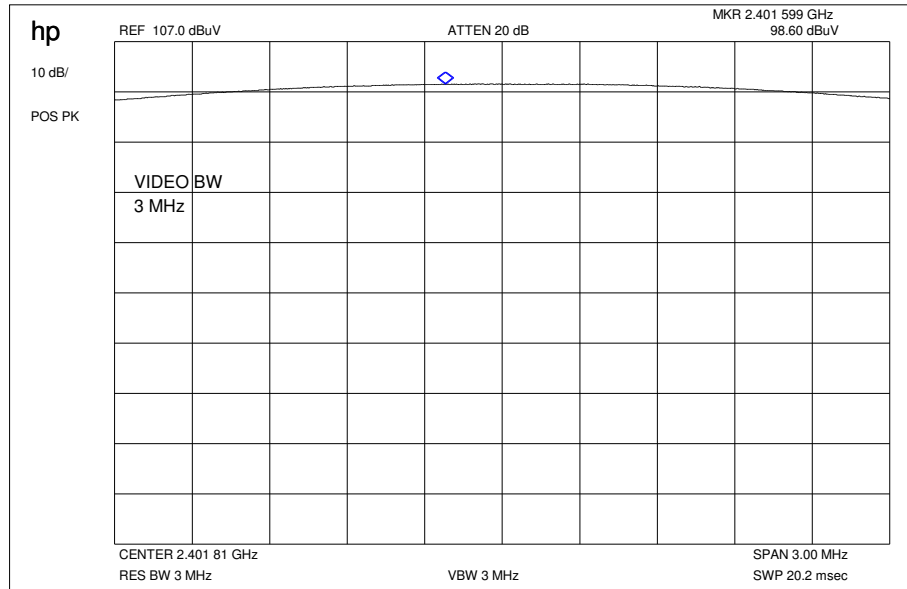 MKR 2.401 599 GHz
hp REF 107.0 dBuV ATTEN 20 dB 98.60 dBuV
10 dB/
POS PK
VIDEO BW
3 MHz
CENTER 2.401 81 GHz SPAN 3.00 MHz
RES BW 3 MHz VBW 3 MHz SWP 20.2 msec